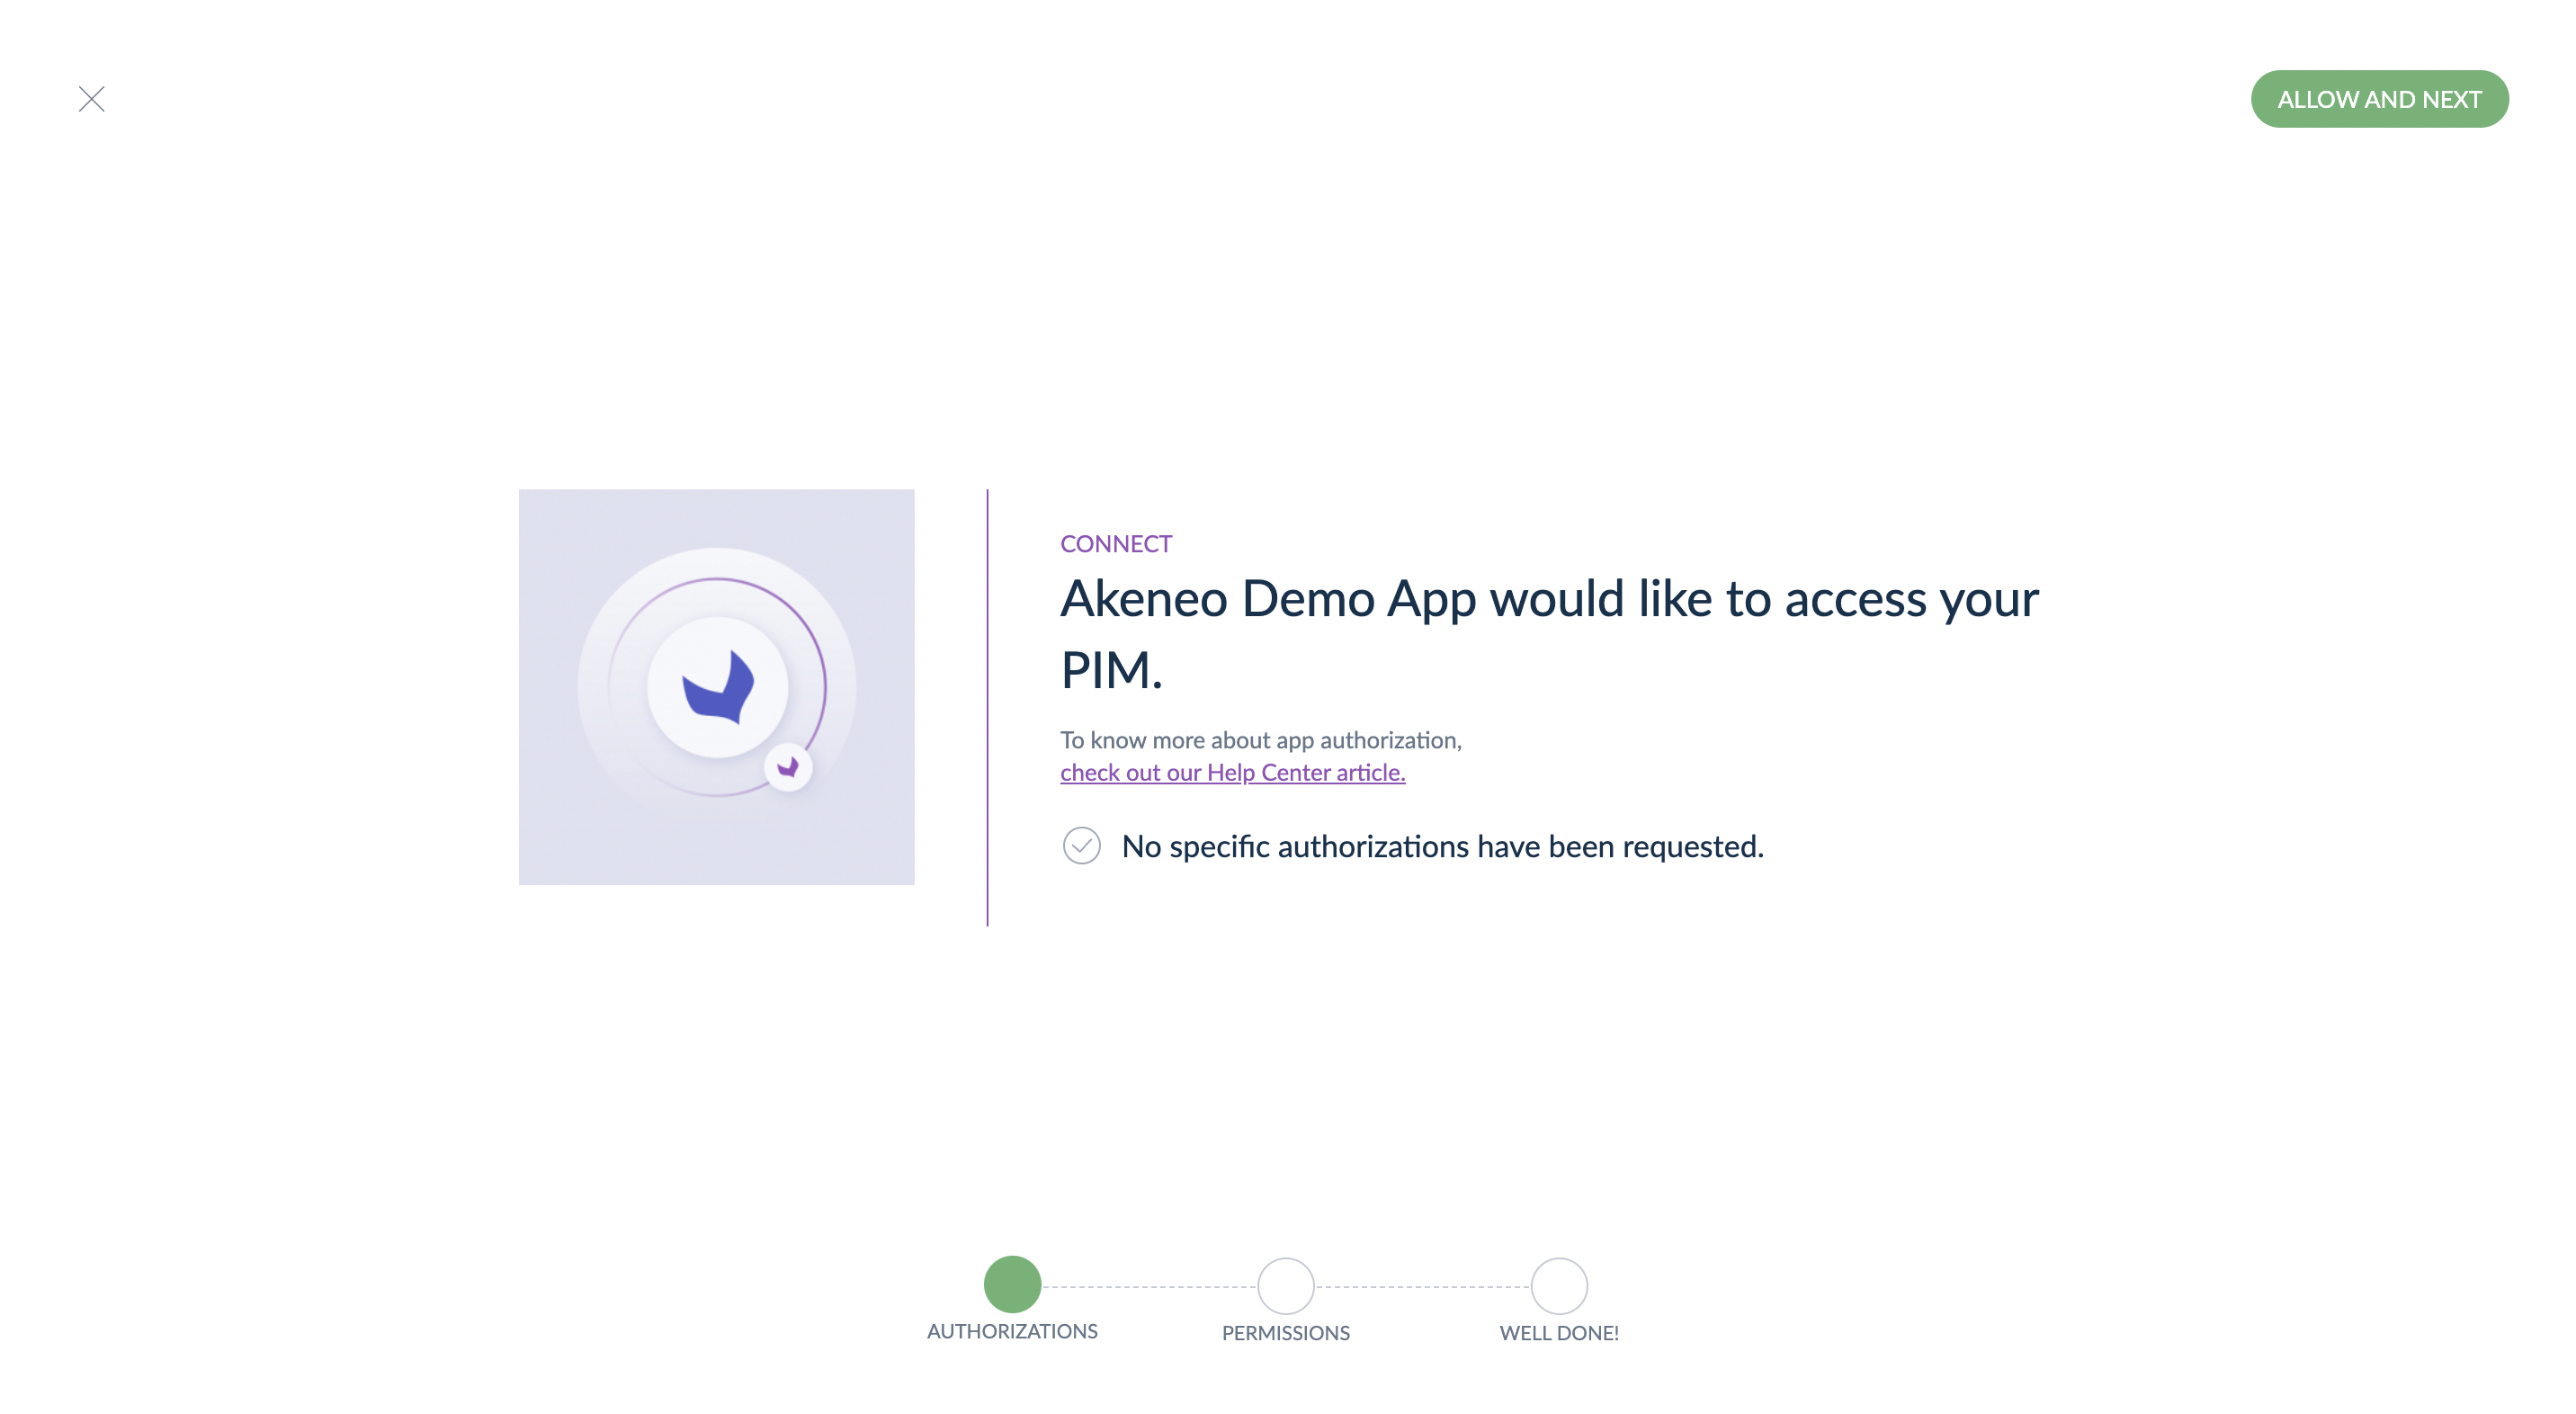 ALLOW AND NEXT
CONNECT
Akeneo Demo App would like to access your
PIM.
To know more about app authorization,
check out our Help Center article.
No specific authorizations have been requested.
AUTHORIZATIONS
PERMISSIONS
WELL DONE!